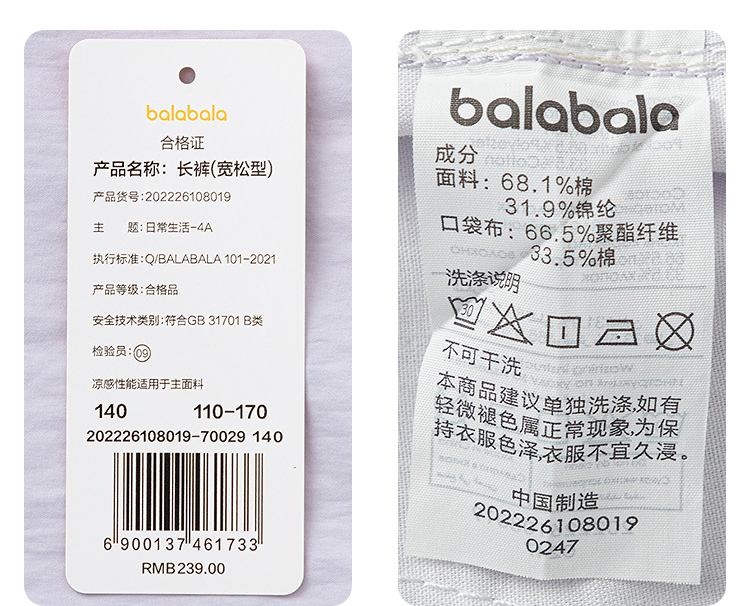 balabala
合格证
产品名称：长裤(宽松型)
产品货号:202226108019
主 题:日常生活-4A
执行标准:Q/BALABALA 101-2021
产品等级:合格品
安全技术类别:符合GB 31701 B类
检验员:09
凉感性能适用于主面料
140 110-170
202226108019-70029 140
6 900137 461733
RMB239.00
balabala
成分
面料：68.1%棉
31.9%锦纶
口袋布：66.5%聚酯纤维
33.5%棉
洗涤说明
30
不可干洗
本商品建议单独洗涤,如有
轻微褪色属正常现象,为保
持衣服色泽,衣服不宜久浸。
中国制造
202226108019
0247